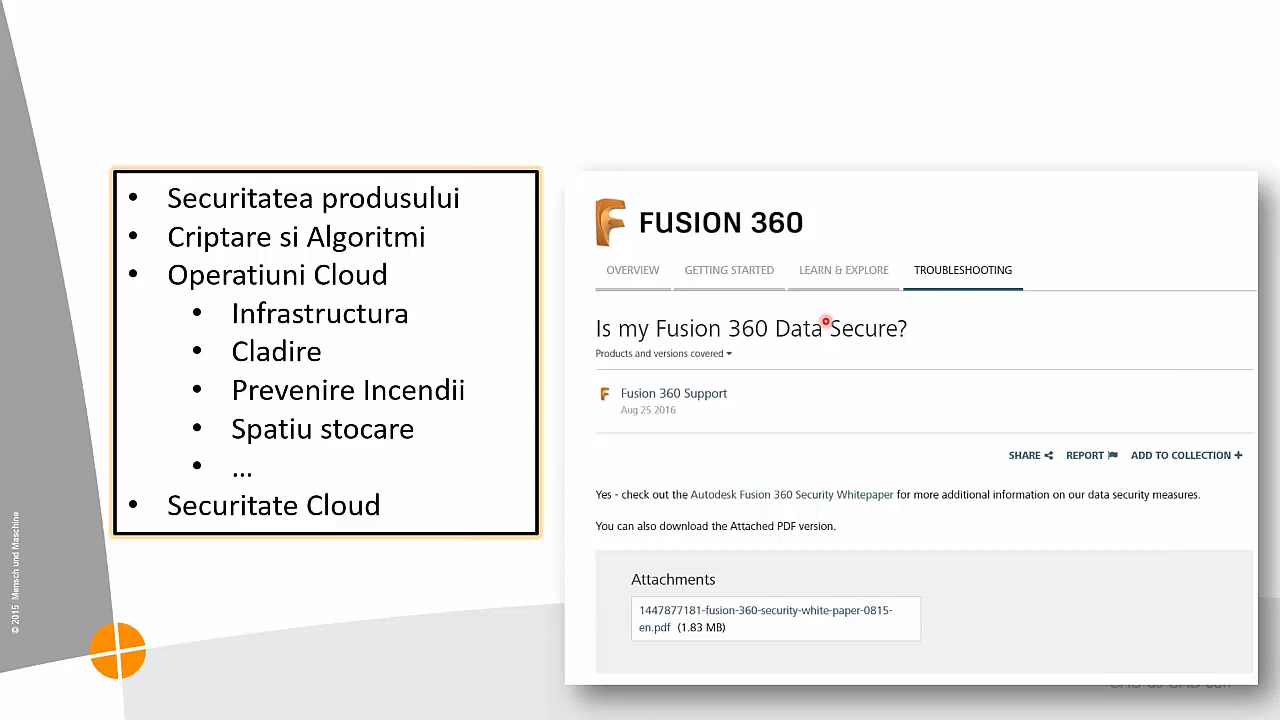 • Securitatea produsului
• Criptare si Algoritmi
• Operatiuni Cloud
• Infrastructura
• Cladire
• Prevenire Incendii
• Spatiu stocare
• ...
• Securitate Cloud
FUSION 360
OVERVIEW GETTING STARTED LEARN & EXPLORE TROUBLESHOOTING
Is my Fusion 360 Data Secure?
Products and versions covered
Fusion 360 Support
Aug 25 2016
SHARE REPORT ADD TO COLLECTION +
Yes - check out the Autodesk Fusion 360 Security Whitepaper for more additional information on our data security measures.
You can also download the Attached PDF version.
Attachments
1447877181-fusion-360-security-white-paper-0815-
en.pdf (1.83 MB)
© 2015 Mensch und Maschine